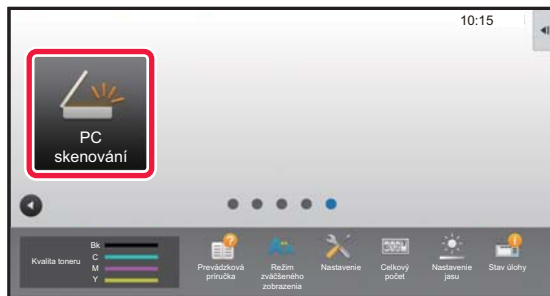 10:15
PC
skenování
Kvalita toneru
Bk
C
M
Y
Prevádzková
príručka
Režim
zväčšeného
zobrazenia
Nastavenie
Celkový
počet
Nastavenie
jasu
Stav úlohy